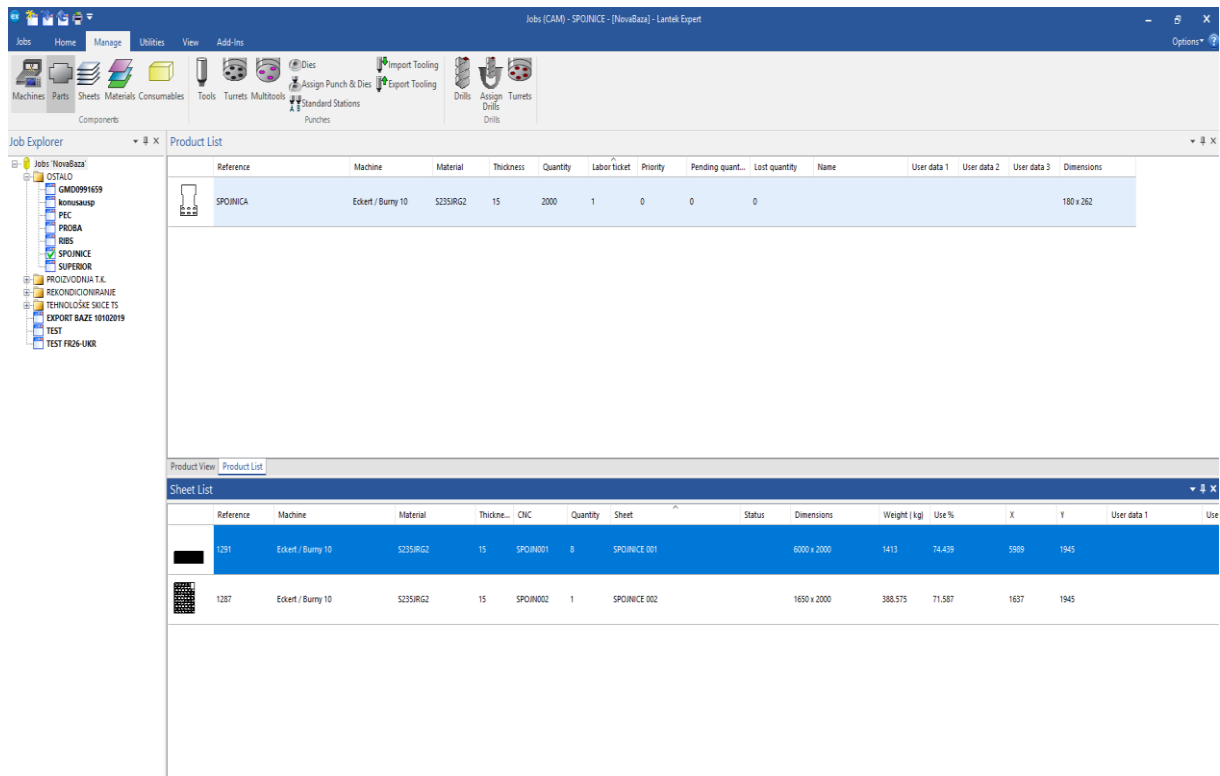 Jobs (CAM) - SPOJNICE - [NovaBaza] - Lantek Expert
Jobs Home Manage Utilities View Add-Ins Options
Machines Parts Sheets Materials Consumables
Components
Tools Turrets Multitools
Dies
Assign Punch & Dies
Standard Stations
Import Tooling
Export Tooling
Punches
Drills Assign Drills Turrets
Drills
Job Explorer
Jobs 'NovaBaza'
OSTALO
GMD0991659
konusausp
PEC
PROBA
RIBS
SPOJNICE
SUPERIOR
PROIZVODNJA T.K.
REKONDICIONIRANJE
TEHNOLOŠKE SKICE TS
EXPORT BAZE 10102019
TEST
TEST FR26-UKR
Product List
Reference Machine Material Thickness Quantity Labor ticket Priority Pending quant... Lost quantity Name User data 1 User data 2 User data 3 Dimensions
SPOJNICA Eckert / Burny 10 S235JRG2 15 2000 1 0 0 0 180 x 262
Product View Product List
Sheet List
Reference Machine Material Thickne... CNC Quantity Sheet Status Dimensions Weight ( kg) Use % X Y User data 1 Use
1291 Eckert / Burny 10 S235JRG2 15 SPOJN001 8 SPOJNICE 001 6000 x 2000 1413 74.439 5989 1945
1287 Eckert / Burny 10 S235JRG2 15 SPOJN002 1 SPOJNICE 002 1650 x 2000 388.575 71.587 1637 1945